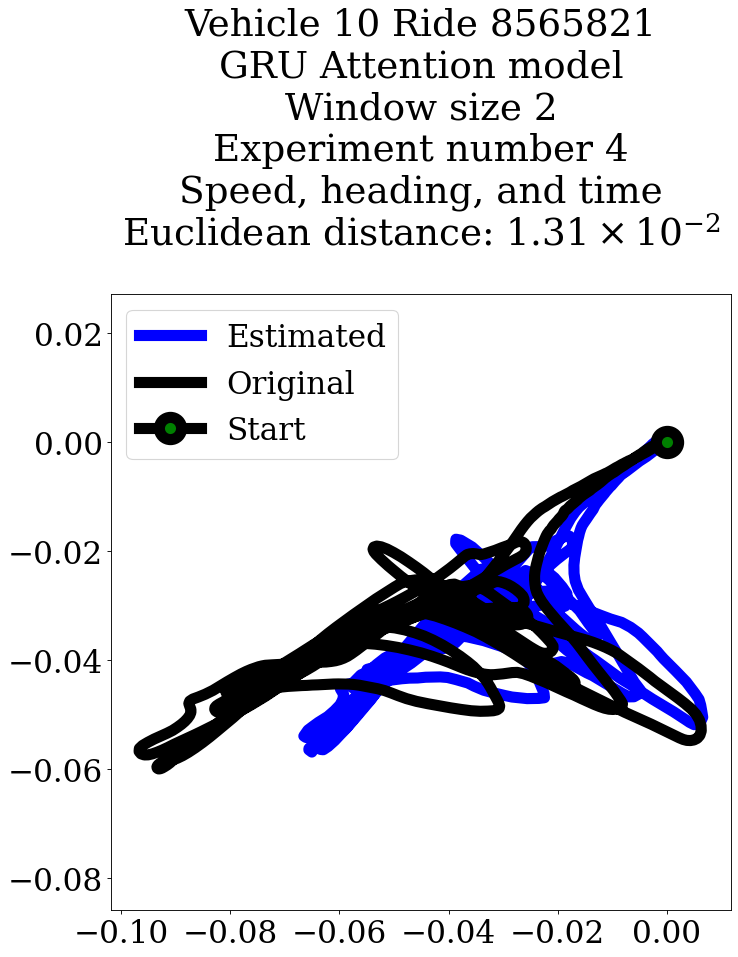 Vehicle 10 Ride 8565821
GRU Attention model
Window size 2
Experiment number 4
Speed, heading, and time
Euclidean distance: 1.31 × 10⁻²
Estimated
Original
Start
0.02
0.00
−0.02
−0.04
−0.06
−0.08
−0.10 −0.08 −0.06 −0.04 −0.02 0.00